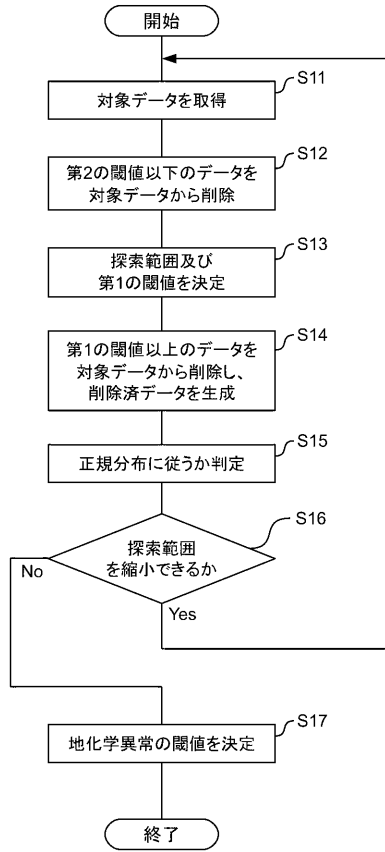 開始
S11
対象データを取得
S12
第2の閾値以下のデータを
対象データから削除
S13
探索範囲及び
第1の閾値を決定
S14
第1の閾値以上のデータを
対象データから削除し、
削除済データを生成
S15
正規分布に従うか判定
S16
探索範囲
を縮小できるか
No
Yes
S17
地化学異常の閾値を決定
終了